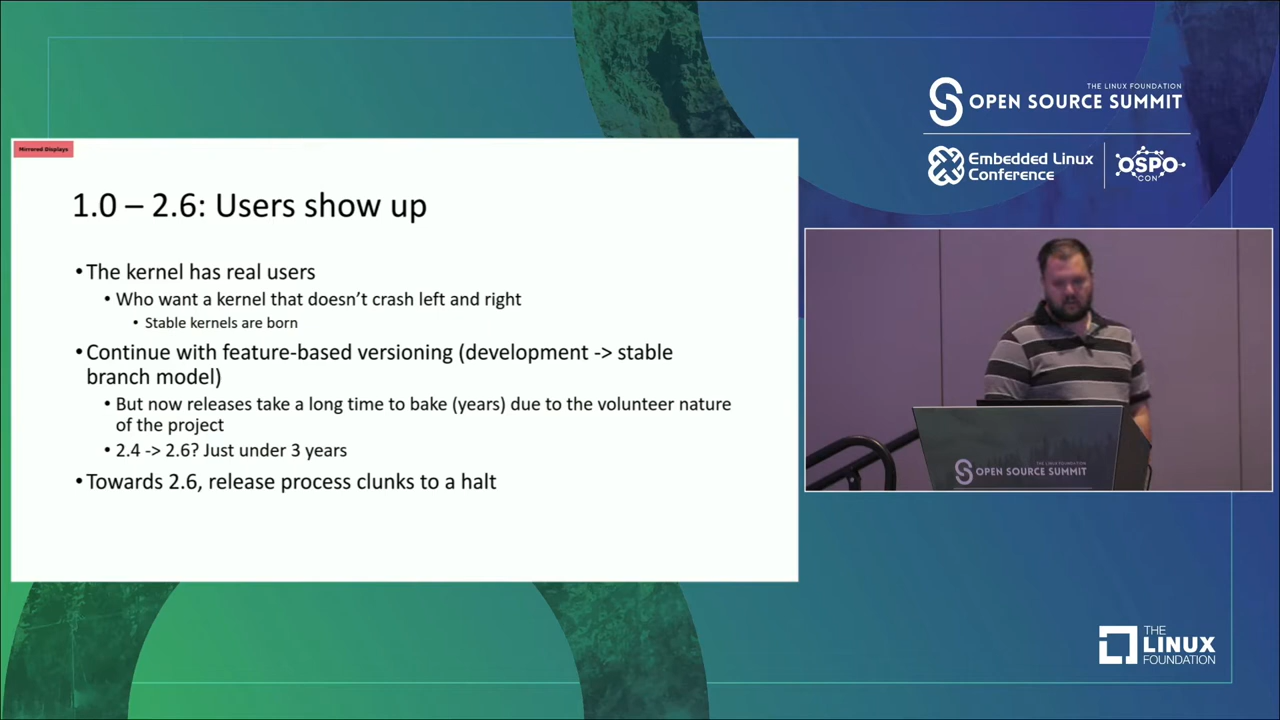 THE LINUX FOUNDATION
OPEN SOURCE SUMMIT
Embedded Linux
Conference
OSPO
CON
Mirrored Displays
1.0 – 2.6: Users show up
•The kernel has real users
• Who want a kernel that doesn’t crash left and right
• Stable kernels are born
•Continue with feature-based versioning (development -> stable
branch model)
• But now releases take a long time to bake (years) due to the volunteer nature
of the project
• 2.4 -> 2.6? Just under 3 years
•Towards 2.6, release process clunks to a halt
THE LINUX FOUNDATION
OPEN SOURCE SUMMIT
THE
LINUX
FOUNDATION